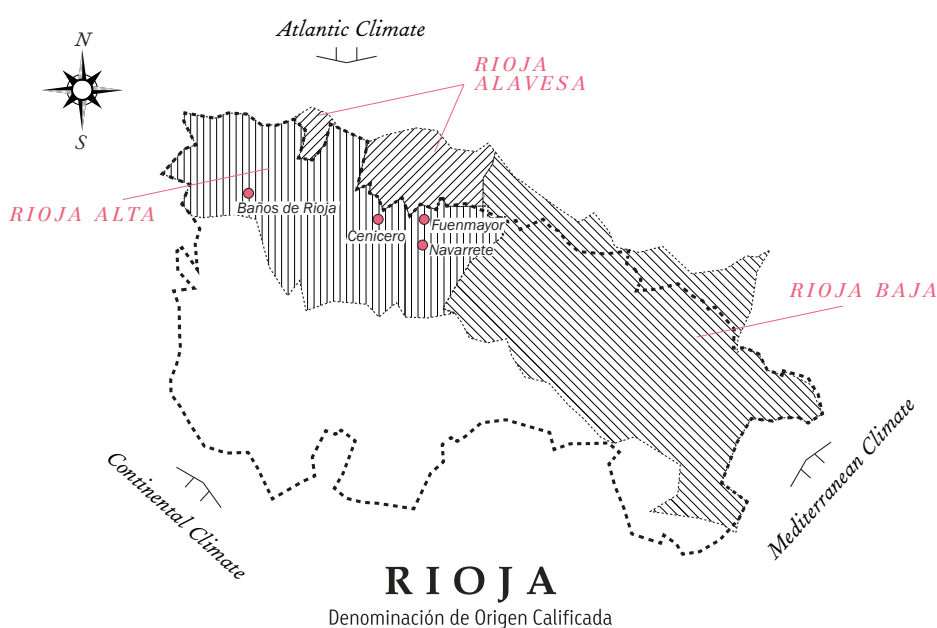 Atlantic Climate
N
S
RIOJA
ALAVESA
RIOJA ALTA
Baños de Rioja
Cenicero
Fuenmayor
Navarrete
RIOJA BAJA
Continental Climate
Mediterranean Climate
RIOJA
Denominación de Origen Calificada